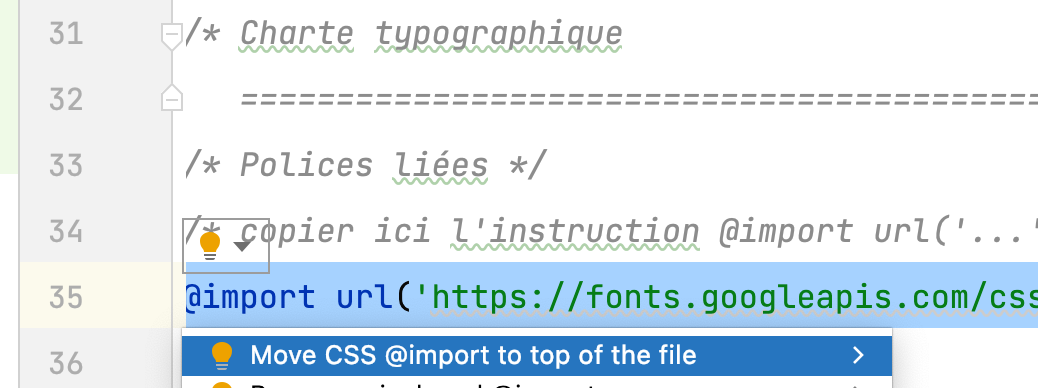 31 /* Charte typographique
32 ==========================================
33 /* Polices liées */
34 /* copier ici l'instruction @import url('...'
35 @import url('https://fonts.googleapis.com/css
36
Move CSS @import to top of the file